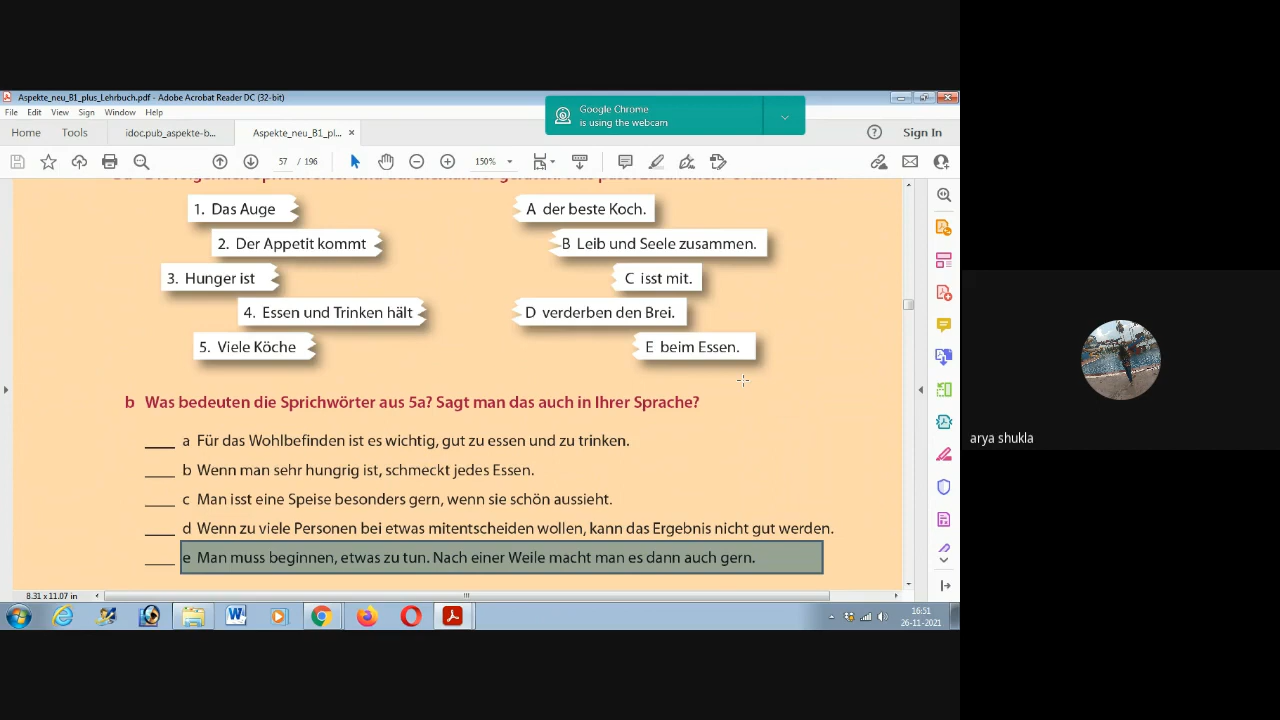 Aspekte_neu_B1_plus_Lehrbuch.pdf - Adobe Acrobat Reader DC (32-bit)
File Edit View Sign Window Help
Google Chrome
is using the webcam
Home Tools idoc.pub_aspekte-b... Aspekte_neu_B1_pl... × Sign In
57 / 196 150%
1. Das Auge
A der beste Koch.
2. Der Appetit kommt
B Leib und Seele zusammen.
3. Hunger ist
C isst mit.
4. Essen und Trinken hält
D verderben den Brei.
5. Viele Köche
E beim Essen.
b Was bedeuten die Sprichwörter aus 5a? Sagt man das auch in Ihrer Sprache?
a Für das Wohlbefinden ist es wichtig, gut zu essen und zu trinken.
b Wenn man sehr hungrig ist, schmeckt jedes Essen.
c Man isst eine Speise besonders gern, wenn sie schön aussieht.
d Wenn zu viele Personen bei etwas mitentscheiden wollen, kann das Ergebnis nicht gut werden.
e Man muss beginnen, etwas zu tun. Nach einer Weile macht man es dann auch gern.
8.31 x 11.07 in
16:51
26-11-2021
arya shukla